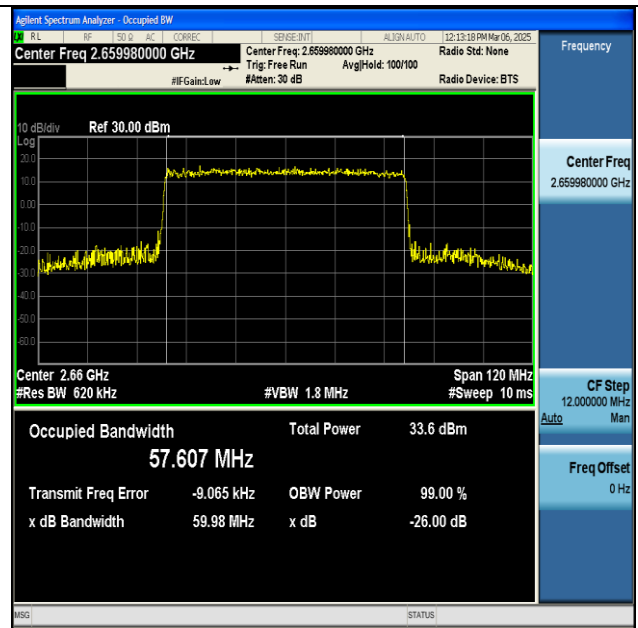 Agilent Spectrum Analyzer - Occupied BW
LXI RL RF 50 Ω AC CORREC SENSE:INT ALIGN AUTO 12:13:18 PM Mar 06, 2025
Center Freq 2.659980000 GHz Center Freq: 2.659980000 GHz Radio Std: None
Trig: Free Run Avg|Hold: 100/100
#IFGain:Low #Atten: 30 dB Radio Device: BTS
10 dB/div Ref 30.00 dBm
Log
20.0
10.0
0.00
-10.0
-20.0
-30.0
-40.0
-50.0
-60.0
Center 2.66 GHz Span 120 MHz
#Res BW 620 kHz #VBW 1.8 MHz #Sweep 10 ms
Occupied Bandwidth Total Power 33.6 dBm
57.607 MHz
Transmit Freq Error -9.065 kHz OBW Power 99.00 %
x dB Bandwidth 59.98 MHz x dB -26.00 dB
MSG STATUS
Frequency
Center Freq
2.659980000 GHz
CF Step
12.000000 MHz
Auto Man
Freq Offset
0 Hz